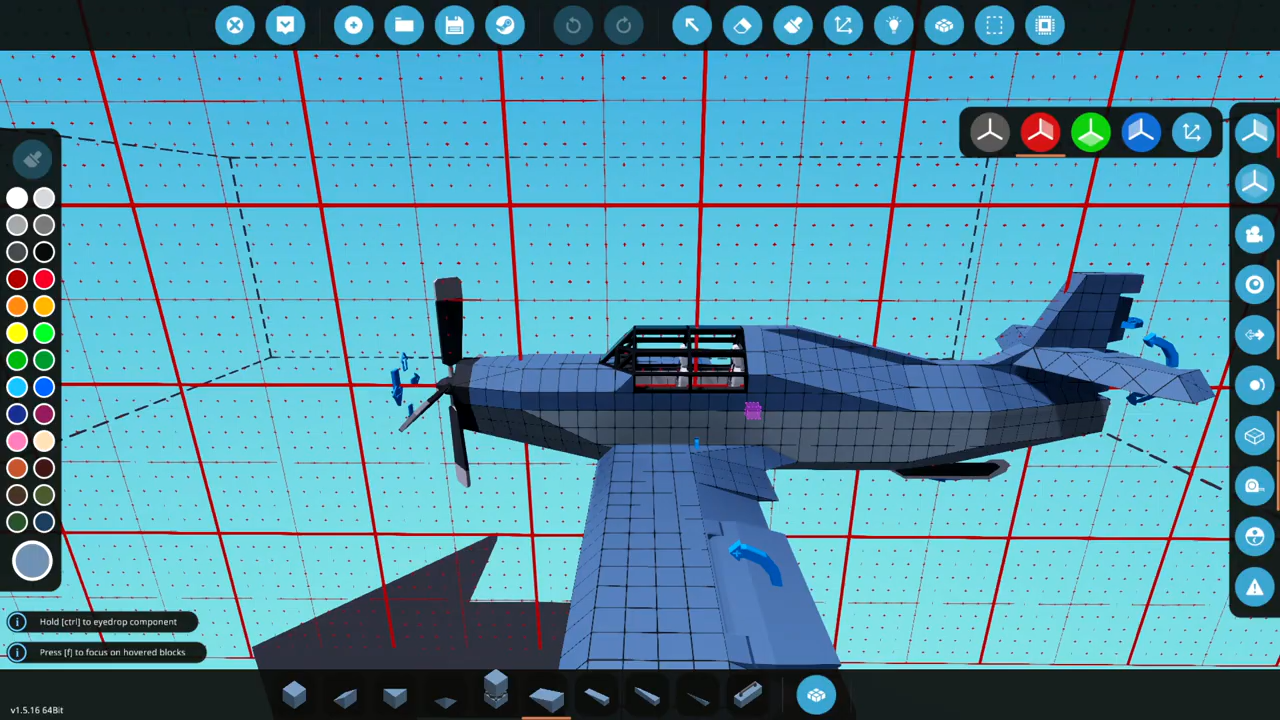 Hold [ctrl] to eyedrop component
Press [f] to focus on hovered blocks
v1.5.16 64Bit